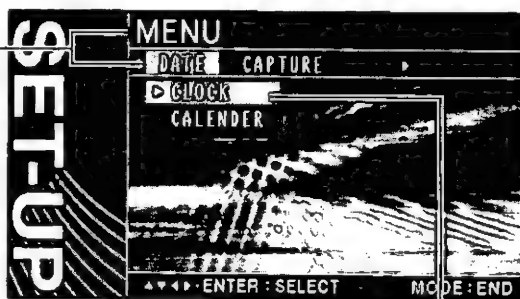 SET-UP
MENU
DATE CAPTURE
CLOCK
CALENDER
▲▼◀▶·ENTER:SELECT MODE:END